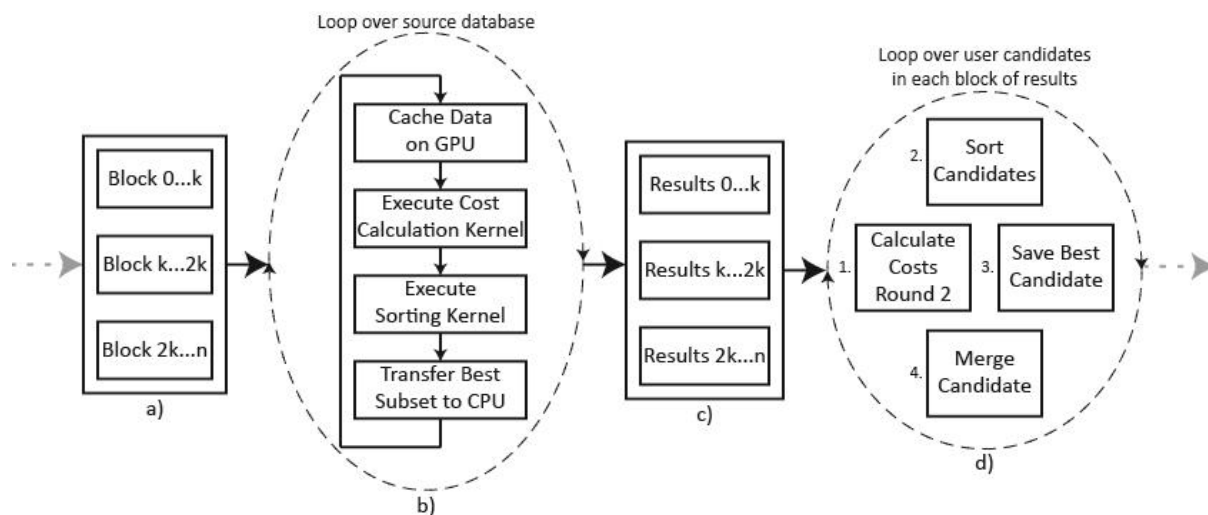 Loop over source database
Cache Data
on GPU
Execute Cost
Calculation Kernel
Execute
Sorting Kernel
Transfer Best
Subset to CPU
b)
Block 0...k
Block k...2k
Block 2k...n
a)
Results 0...k
Results k...2k
Results 2k...n
c)
Loop over user candidates
in each block of results
2. Sort
Candidates
1. Calculate
Costs
Round 2
3. Save Best
Candidate
4. Merge
Candidate
d)